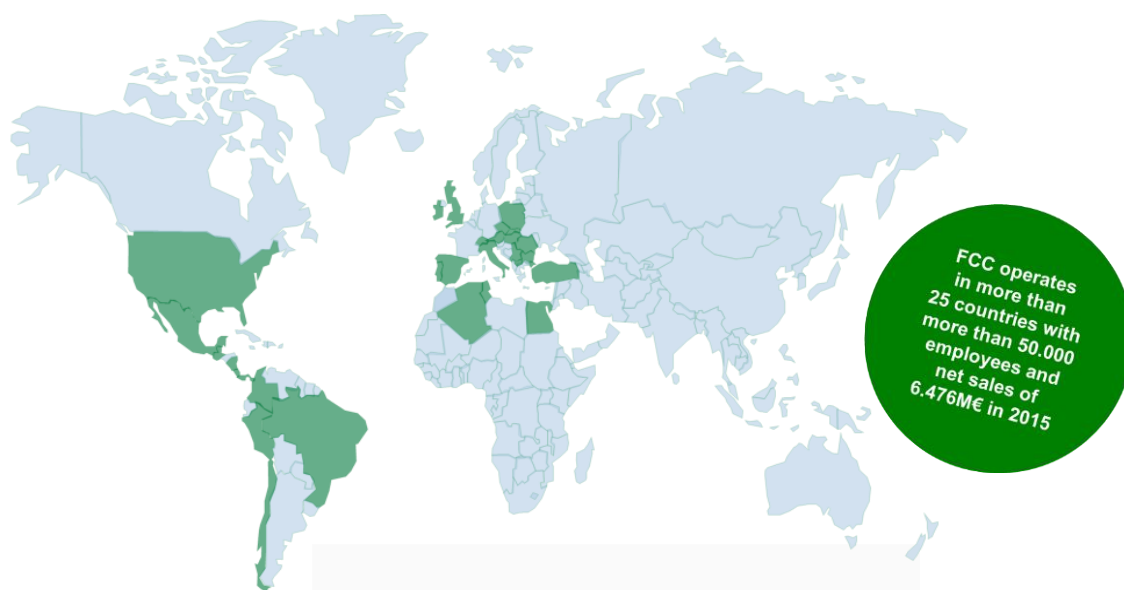 FCC operates
in more than
25 countries with
more than 50.000
employees and
net sales of
6.476M€ in 2015